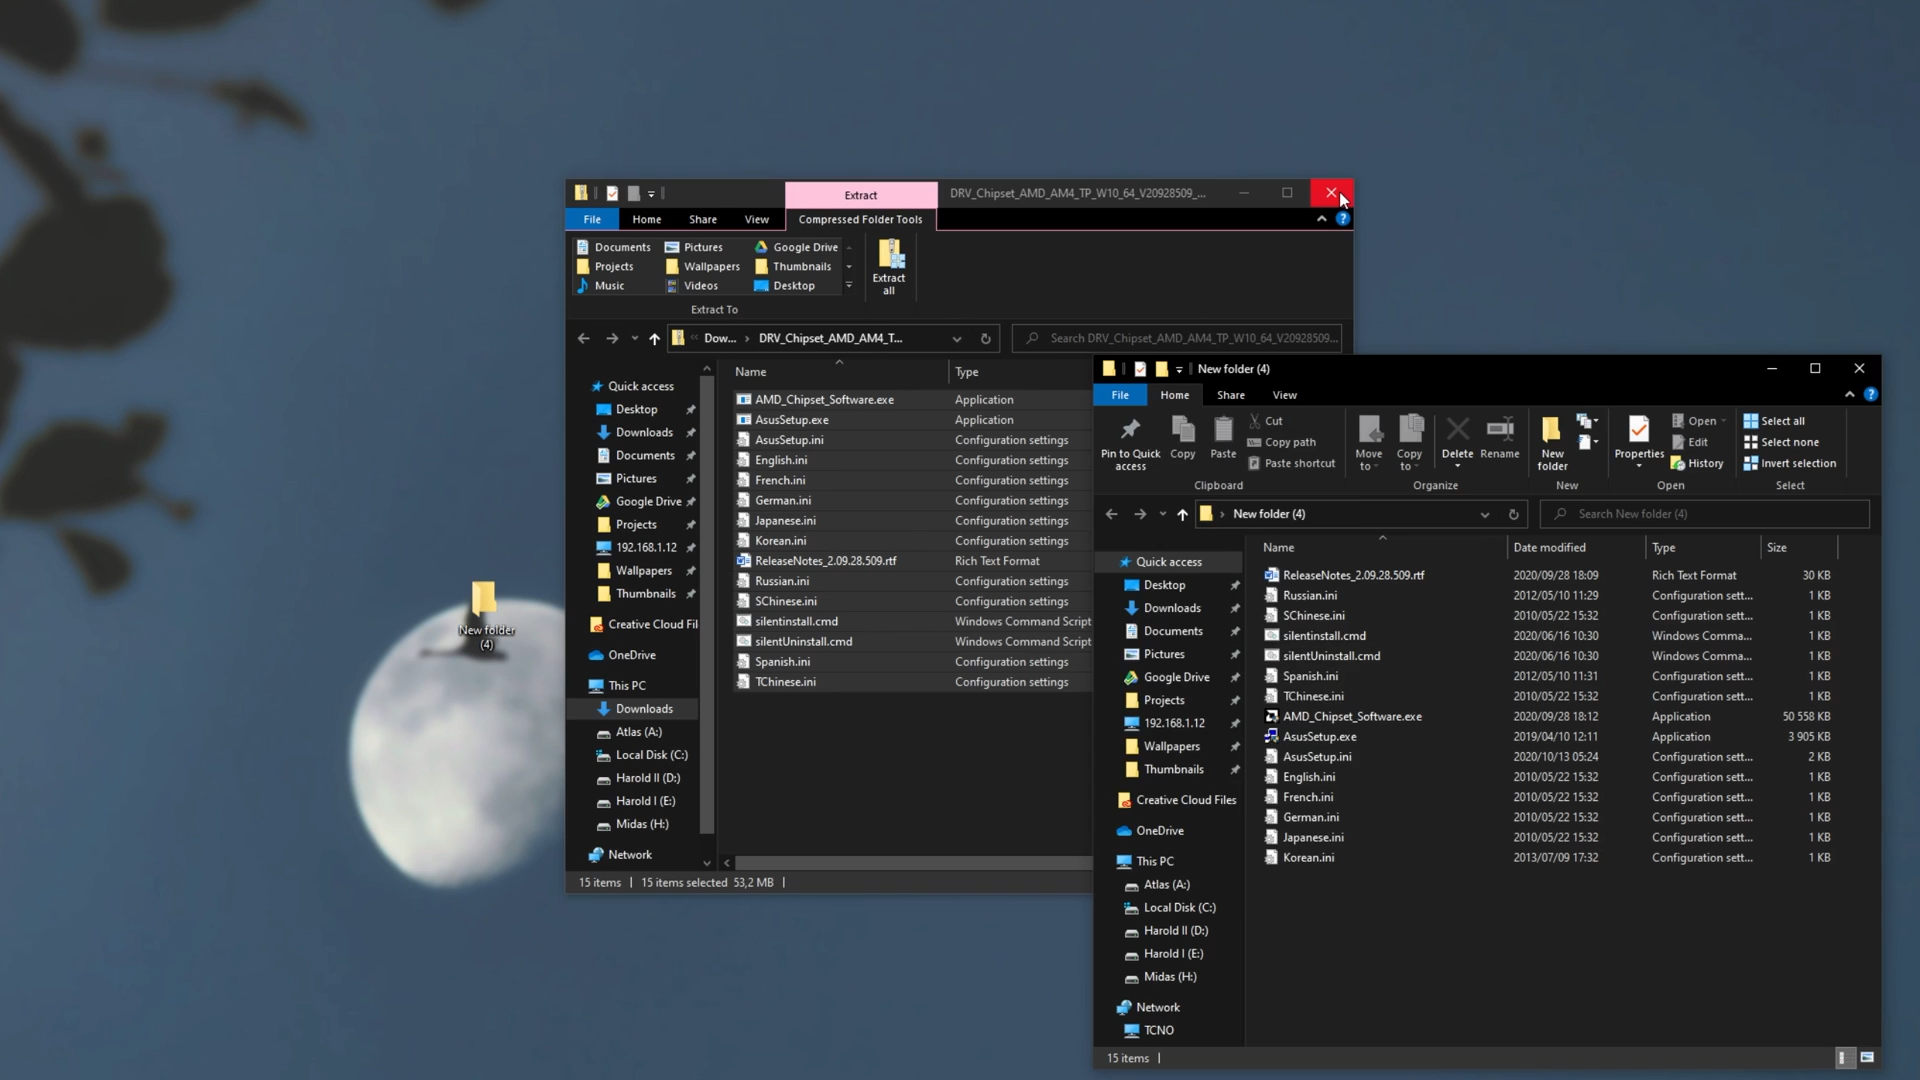 Extract
DRV_Chipset_AMD_AM4_TP_W10_64_V20928509_...
File
Home
Share
View
Compressed Folder Tools
Documents
Pictures
Google Drive
Projects
Wallpapers
Thumbnails
Music
Videos
Desktop
Extract all
Extract To
Dow...
DRV_Chipset_AMD_AM4_T...
Search DRV_Chipset_AMD_AM4_TP_W10_64_V20928509...
Quick access
Desktop
Downloads
Documents
Pictures
Google Drive
Projects
192.168.1.12
Wallpapers
Thumbnails
Creative Cloud Fil
OneDrive
This PC
Downloads
Atlas (A:)
Local Disk (C:)
Harold II (D:)
Harold I (E:)
Midas (H:)
Network
Name Type
AMD_Chipset_Software.exe Application
AsusSetup.exe Application
AsusSetup.ini Configuration settings
English.ini Configuration settings
French.ini Configuration settings
German.ini Configuration settings
Japanese.ini Configuration settings
Korean.ini Configuration settings
ReleaseNotes_2.09.28.509.rtf Rich Text Format
Russian.ini Configuration settings
SChinese.ini Configuration settings
silentinstall.cmd Windows Command Script
silentUninstall.cmd Windows Command Script
Spanish.ini Configuration settings
TChinese.ini Configuration settings
15 items 15 items selected 53,2 MB
New folder
(4)
New folder (4)
File
Home
Share
View
Pin to Quick access
Copy
Paste
Cut
Copy path
Paste shortcut
Clipboard
Move to
Copy to
Delete
Rename
Organize
New folder
New
Properties
Open
Edit
History
Open
Select all
Select none
Invert selection
Select
New folder (4)
Search New folder (4)
Quick access
Desktop
Downloads
Documents
Pictures
Google Drive
Projects
192.168.1.12
Wallpapers
Thumbnails
Creative Cloud Files
OneDrive
This PC
Atlas (A:)
Local Disk (C:)
Harold II (D:)
Harold I (E:)
Midas (H:)
Network
TCNO
Name Date modified Type Size
ReleaseNotes_2.09.28.509.rtf 2020/09/28 18:09 Rich Text Format 30 KB
Russian.ini 2012/05/10 11:29 Configuration sett... 1 KB
SChinese.ini 2010/05/22 15:32 Configuration sett... 1 KB
silentinstall.cmd 2020/06/16 10:30 Windows Comma... 1 KB
silentUninstall.cmd 2020/06/16 10:30 Windows Comma... 1 KB
Spanish.ini 2012/05/10 11:31 Configuration sett... 1 KB
TChinese.ini 2010/05/22 15:32 Configuration sett... 1 KB
AMD_Chipset_Software.exe 2020/09/28 18:12 Application 50 558 KB
AsusSetup.exe 2019/04/10 12:11 Application 3 905 KB
AsusSetup.ini 2020/10/13 05:24 Configuration sett... 2 KB
English.ini 2010/05/22 15:32 Configuration sett... 1 KB
French.ini 2010/05/22 15:32 Configuration sett... 1 KB
German.ini 2010/05/22 15:32 Configuration sett... 1 KB
Japanese.ini 2010/05/22 15:32 Configuration sett... 1 KB
Korean.ini 2013/07/09 17:32 Configuration sett... 1 KB
15 items